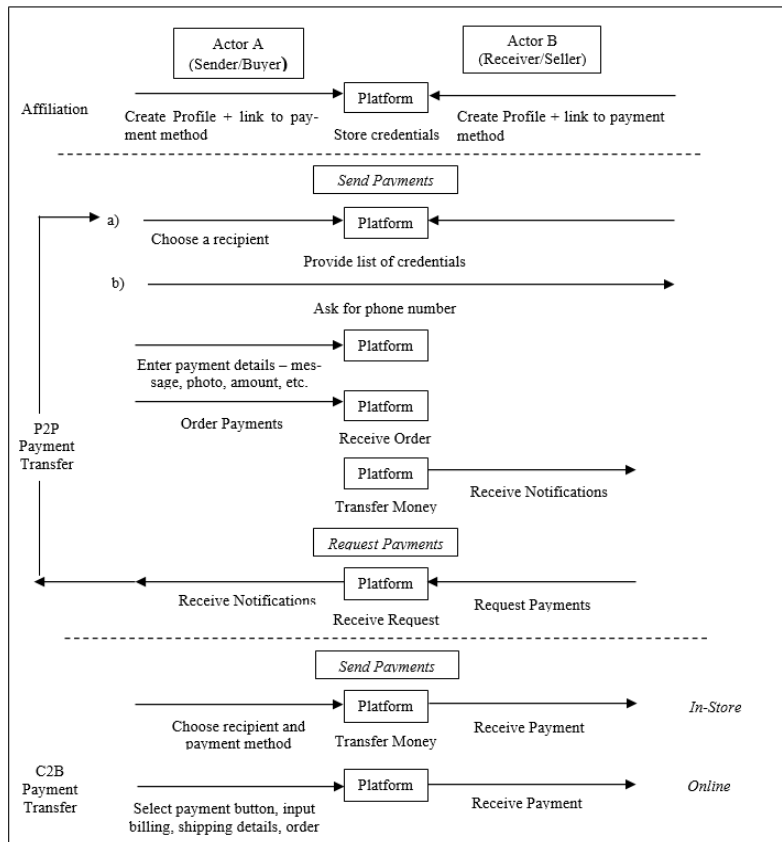 Actor A
(Sender/Buyer)
Actor B
(Receiver/Seller)
Affiliation
Platform
Create Profile + link to pay-
ment method
Store credentials
Create Profile + link to payment
method
Send Payments
a)
Platform
Choose a recipient
Provide list of credentials
b)
Ask for phone number
Platform
Enter payment details – mes-
sage, photo, amount, etc.
Platform
Order Payments
Receive Order
P2P
Payment
Transfer
Platform
Receive Notifications
Transfer Money
Request Payments
Platform
Receive Notifications
Request Payments
Receive Request
Send Payments
Platform
In-Store
Choose recipient and
payment method
Transfer Money
Receive Payment
C2B
Payment
Transfer
Platform
Online
Select payment button, input
billing, shipping details, order
Receive Payment